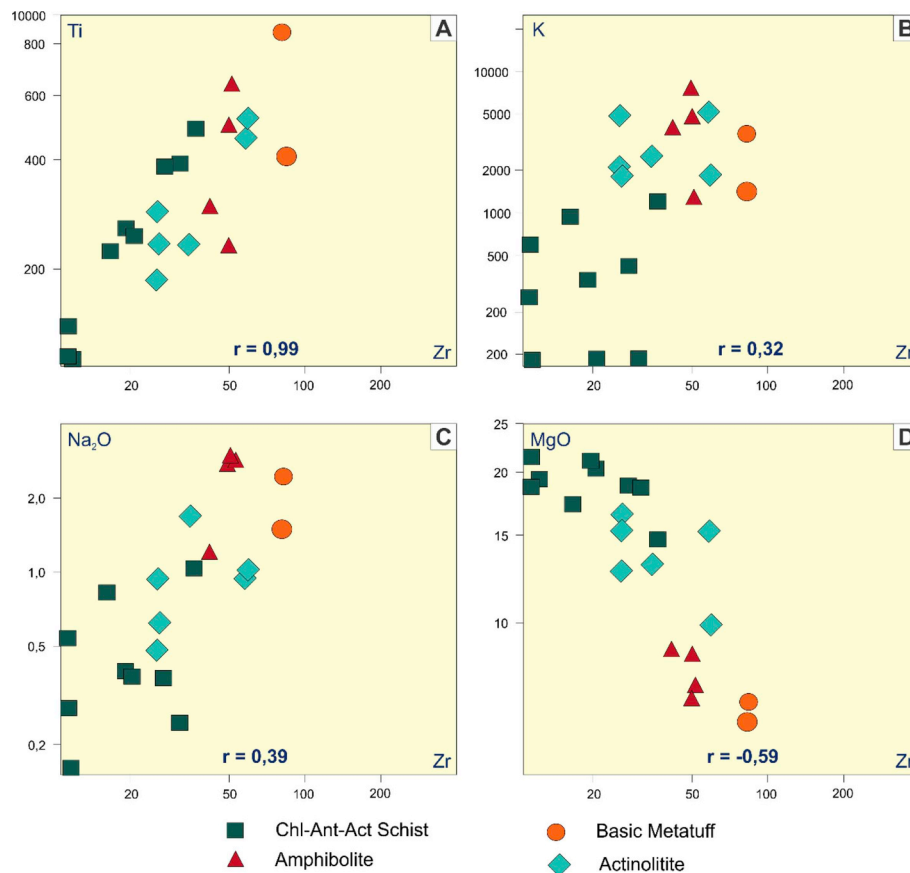 10000
Ti
A
800
600
400
200
r = 0,99
Zr
20
50
100
200
K
B
10000
5000
2000
1000
500
200
200
r = 0,32
Zr
20
50
100
200
Na2O
C
2,0
1,0
0,5
0,2
r = 0,39
Zr
20
50
100
200
25
MgO
D
20
15
10
r = -0,59
Zr
20
50
100
200
Chl-Ant-Act Schist
Basic Metatuff
Amphibolite
Actinolitite